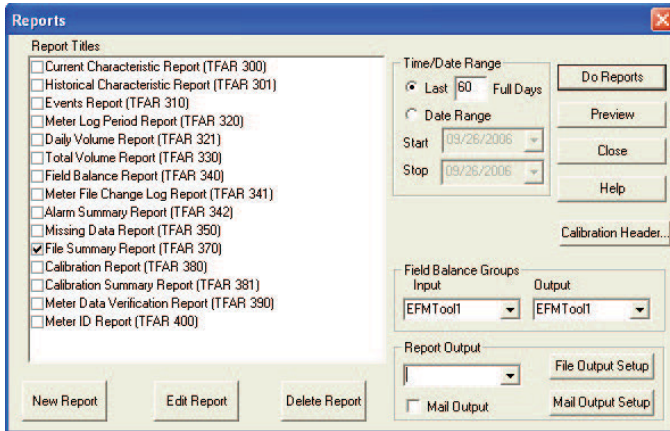 Reports
Report Titles
Current Characteristic Report (TFAR 300)
Historical Characteristic Report (TFAR 301)
Events Report (TFAR 310)
Meter Log Period Report (TFAR 320)
Daily Volume Report (TFAR 321)
Total Volume Report (TFAR 330)
Field Balance Report (TFAR 340)
Meter File Change Log Report (TFAR 341)
Alarm Summary Report (TFAR 342)
Missing Data Report (TFAR 350)
File Summary Report (TFAR 370)
Calibration Report (TFAR 380)
Calibration Summary Report (TFAR 381)
Meter Data Verification Report (TFAR 390)
Meter ID Report (TFAR 400)
New Report
Edit Report
Delete Report
Time/Date Range
Last 60 Full Days
Date Range
Start 09/26/2006
Stop 09/26/2006
Do Reports
Preview
Close
Help
Calibration Header...
Field Balance Groups
Input Output
EFMTool1 EFMTool1
Report Output
File Output Setup
Mail Output
Mail Output Setup